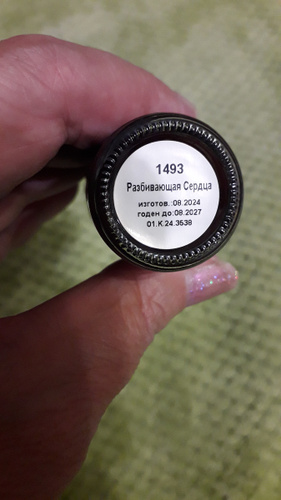 1493
Разбивающая Сердца
изготов.:08.2024
годен до:08.2027
01.К.24.3538